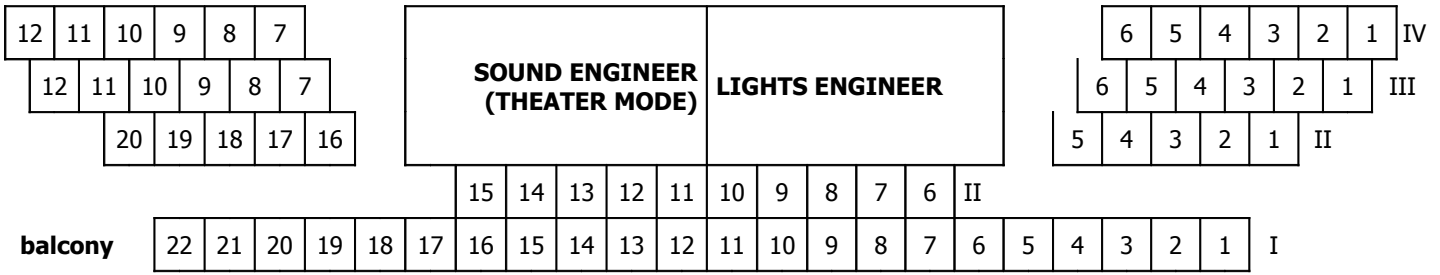 12 11 10 9 8 7 6 5 4 3 2 1 IV
SOUND ENGINEER LIGHTS ENGINEER
(THEATER MODE)
12 11 10 9 8 7 6 5 4 3 2 1 III
20 19 18 17 16 5 4 3 2 1 II
15 14 13 12 11 10 9 8 7 6 II
balcony 22 21 20 19 18 17 16 15 14 13 12 11 10 9 8 7 6 5 4 3 2 1 I